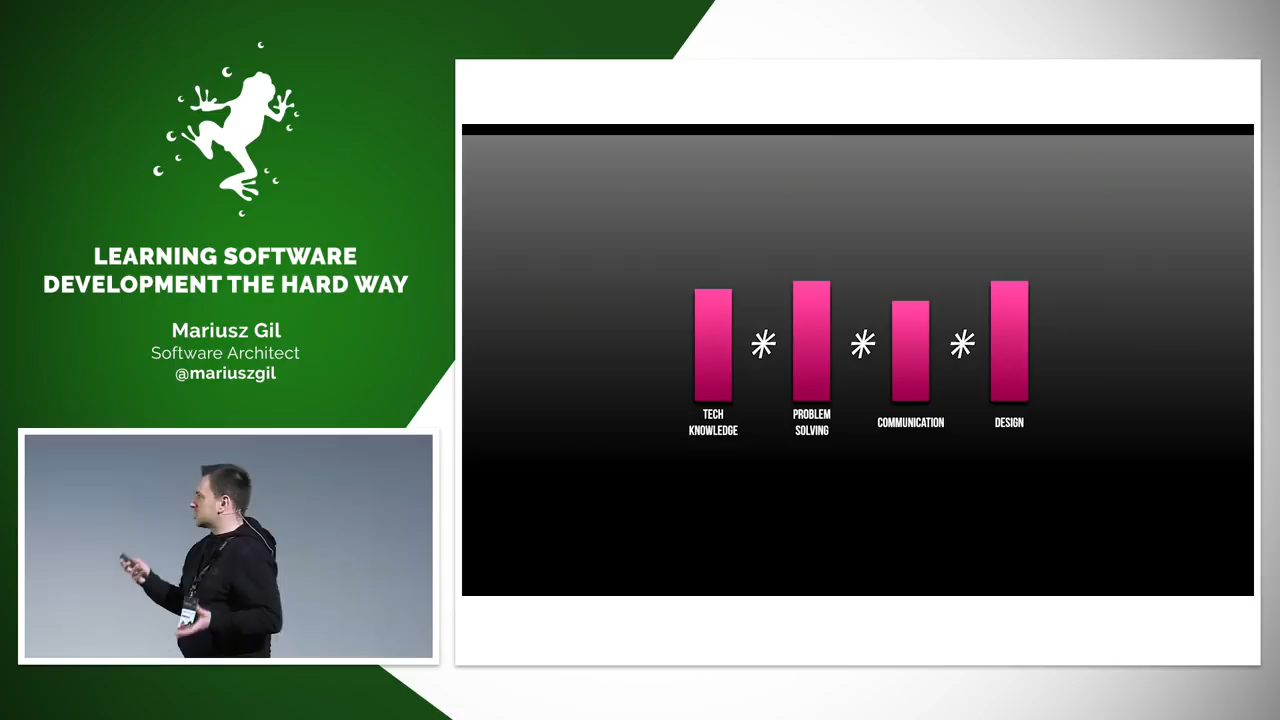 LEARNING SOFTWARE
DEVELOPMENT THE HARD WAY
Mariusz Gil
Software Architect
@mariuszgil
TECH
KNOWLEDGE
PROBLEM
SOLVING
COMMUNICATION
DESIGN